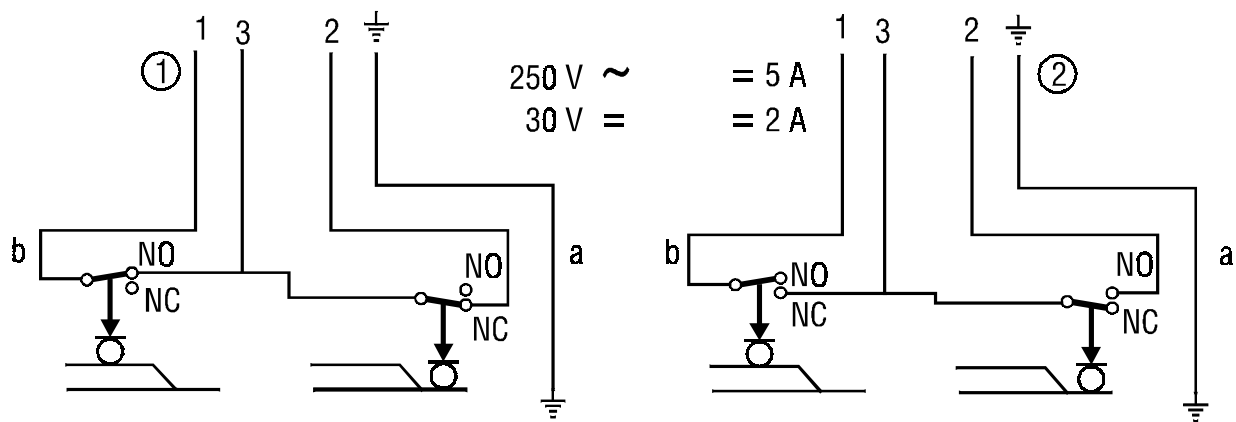 1 3 2 1 3 2
① ②
250 V ~ = 5 A
30 V = = 2 A
b NO a b NO a
NC NO NC NO
NC NC